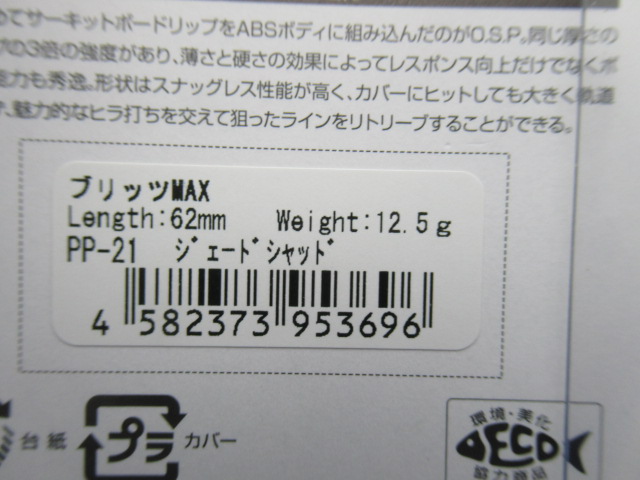 めてサーキットボードリップをABSボディに組み込んだのがO.S.P。同じ厚さの
の3倍の強度があり、薄さと硬さの効果によってレスポンス向上だけでなくボ
能力も秀逸。形状はスナッグレス性能が高く、カバーにヒットしても大きく軌道
魅力的なヒラ打ちを交えて狙ったラインをリトリーブすることができる。
ブリッツMAX
Length:62mm Weight:12.5g
PP-21 ジェードシャッド
4 582373 953696
台紙 プラ カバー
環境・美化
ECO
協力商品